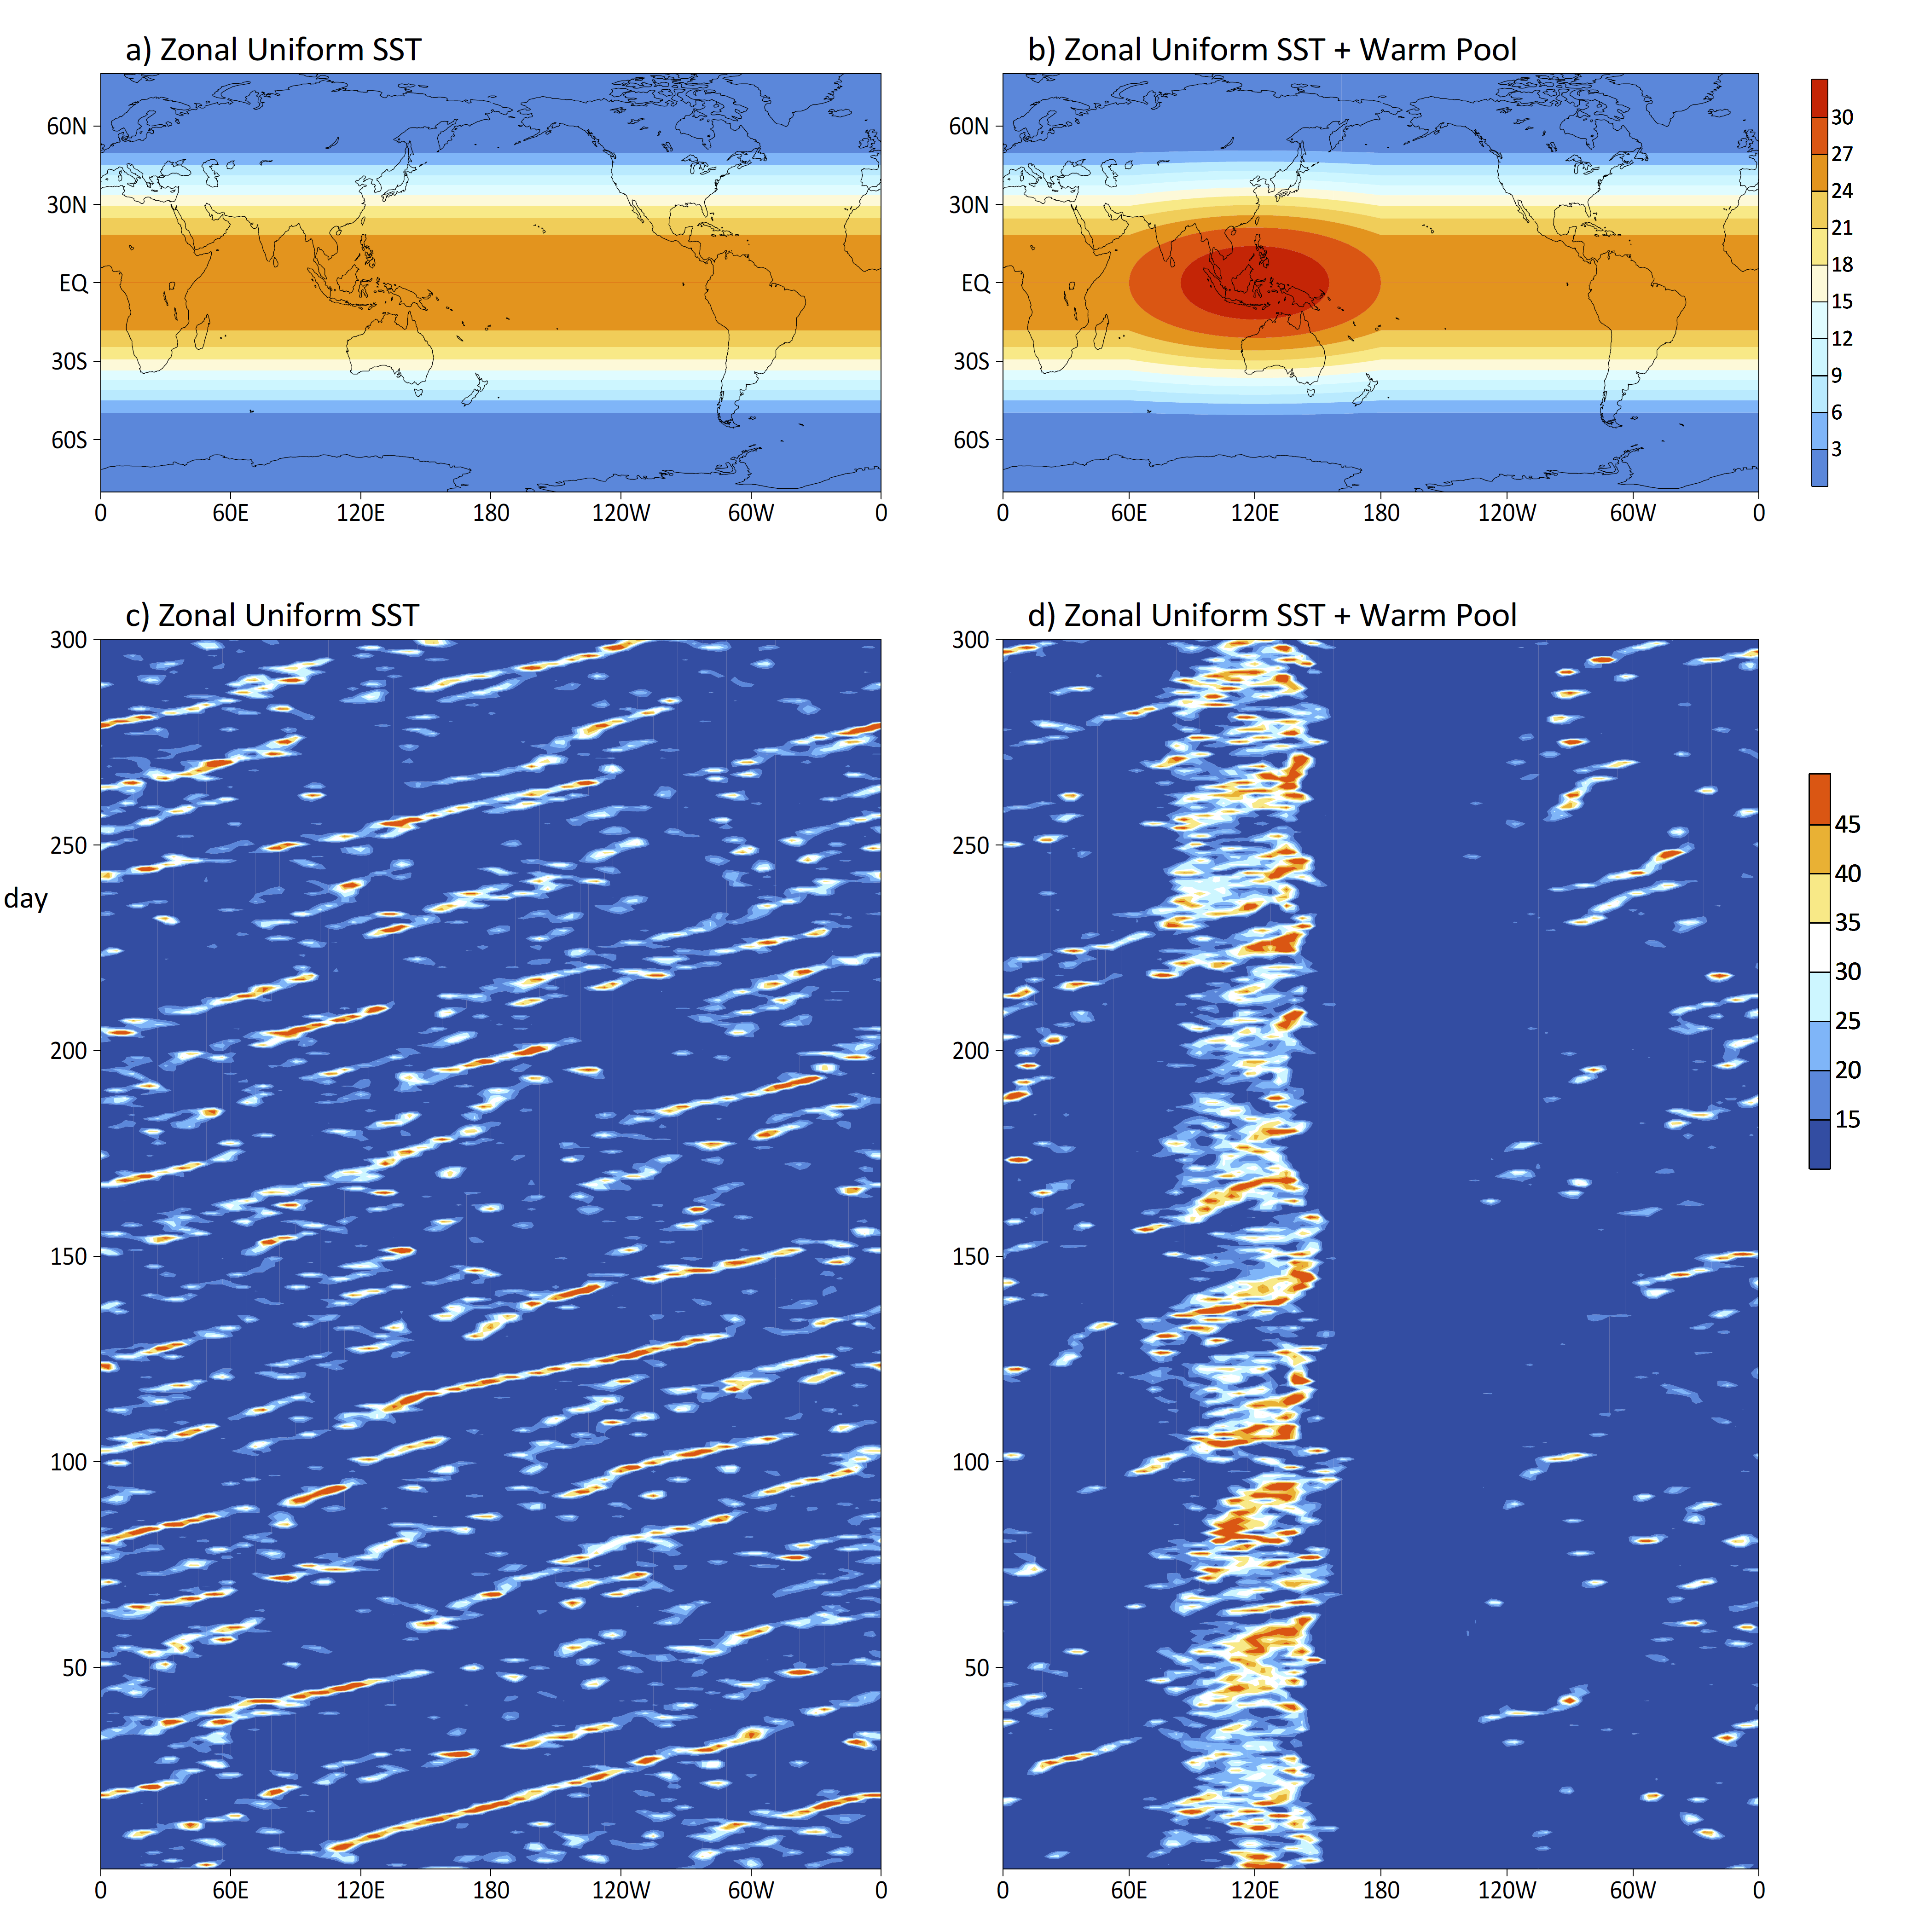 a) Zonal Uniform SST
b) Zonal Uniform SST + Warm Pool
60N
30N
EQ
30S
60S
0 60E 120E 180 120W 60W 0
60N
30N
EQ
30S
60S
0 60E 120E 180 120W 60W 0
30
27
24
21
18
15
12
9
6
3
c) Zonal Uniform SST
d) Zonal Uniform SST + Warm Pool
300
250
day
200
150
100
50
0 60E 120E 180 120W 60W 0
300
250
200
150
100
50
0 60E 120E 180 120W 60W 0
45
40
35
30
25
20
15